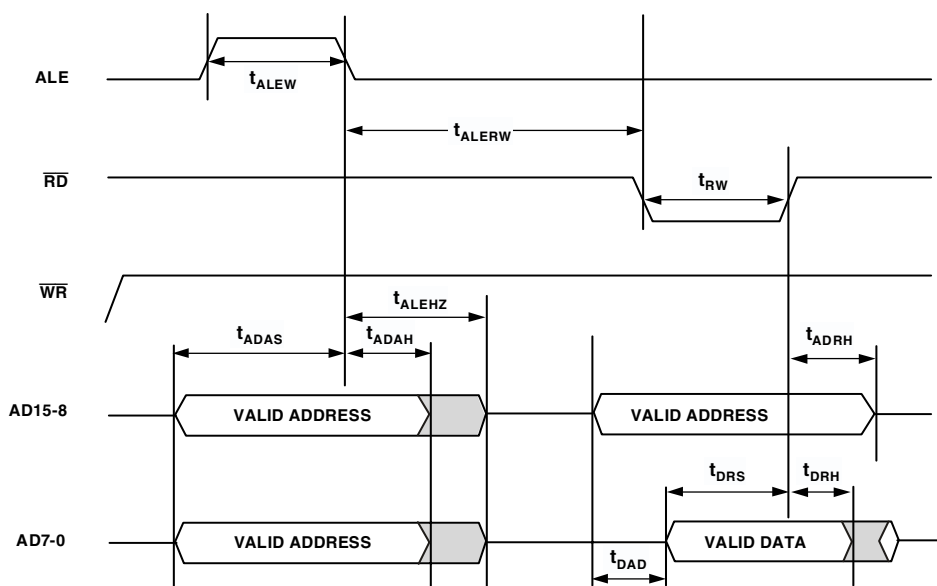 ALE
tALEW
tALERW
RD
tRW
WR
tALEHZ
tADAS
tADAH
tADRH
AD15-8
VALID ADDRESS
VALID ADDRESS
tDRS
tDRH
AD7-0
VALID ADDRESS
VALID DATA
tDAD